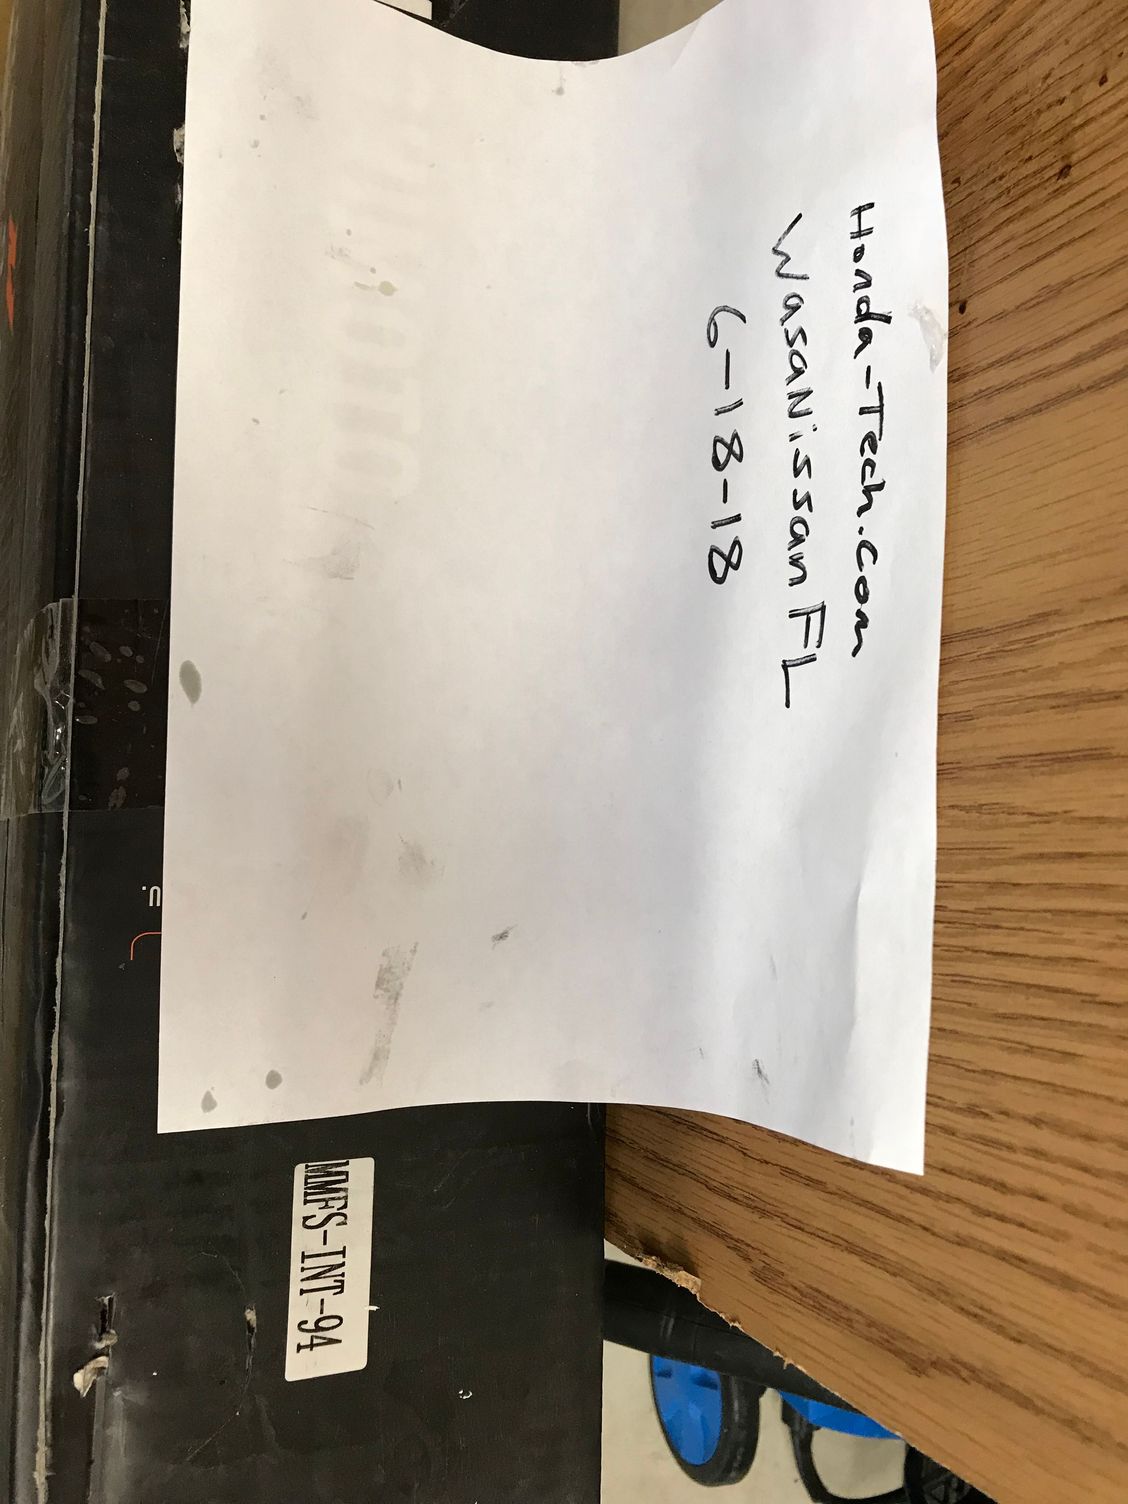 Honda-Tech.com
WasaNissan FL
6-18-18
MMFS-INT-94